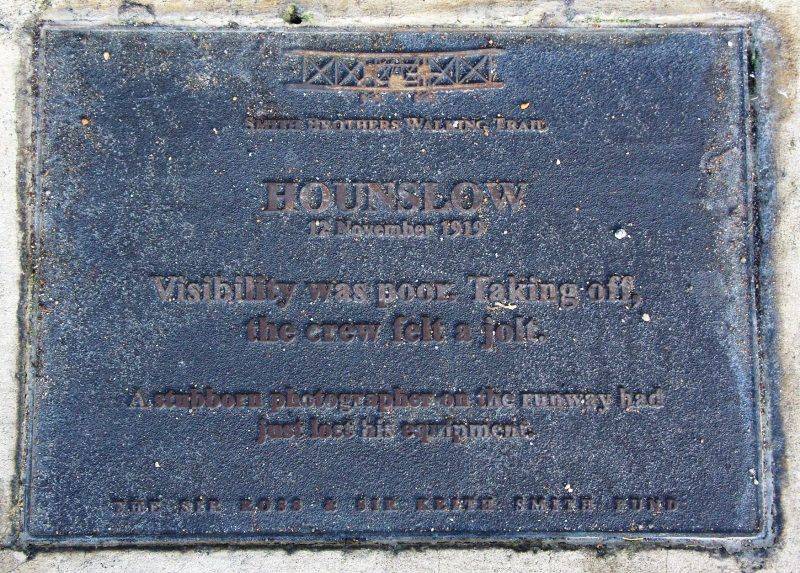 SMITH BROTHERS WALKING TRAIL
HOUNSLOW
12 November 1919
Visibility was poor. Taking off,
the crew felt a jolt.
A stubborn photographer on the runway had
just lost his equipment.
THE SIR ROSS & SIR KEITH SMITH FUND